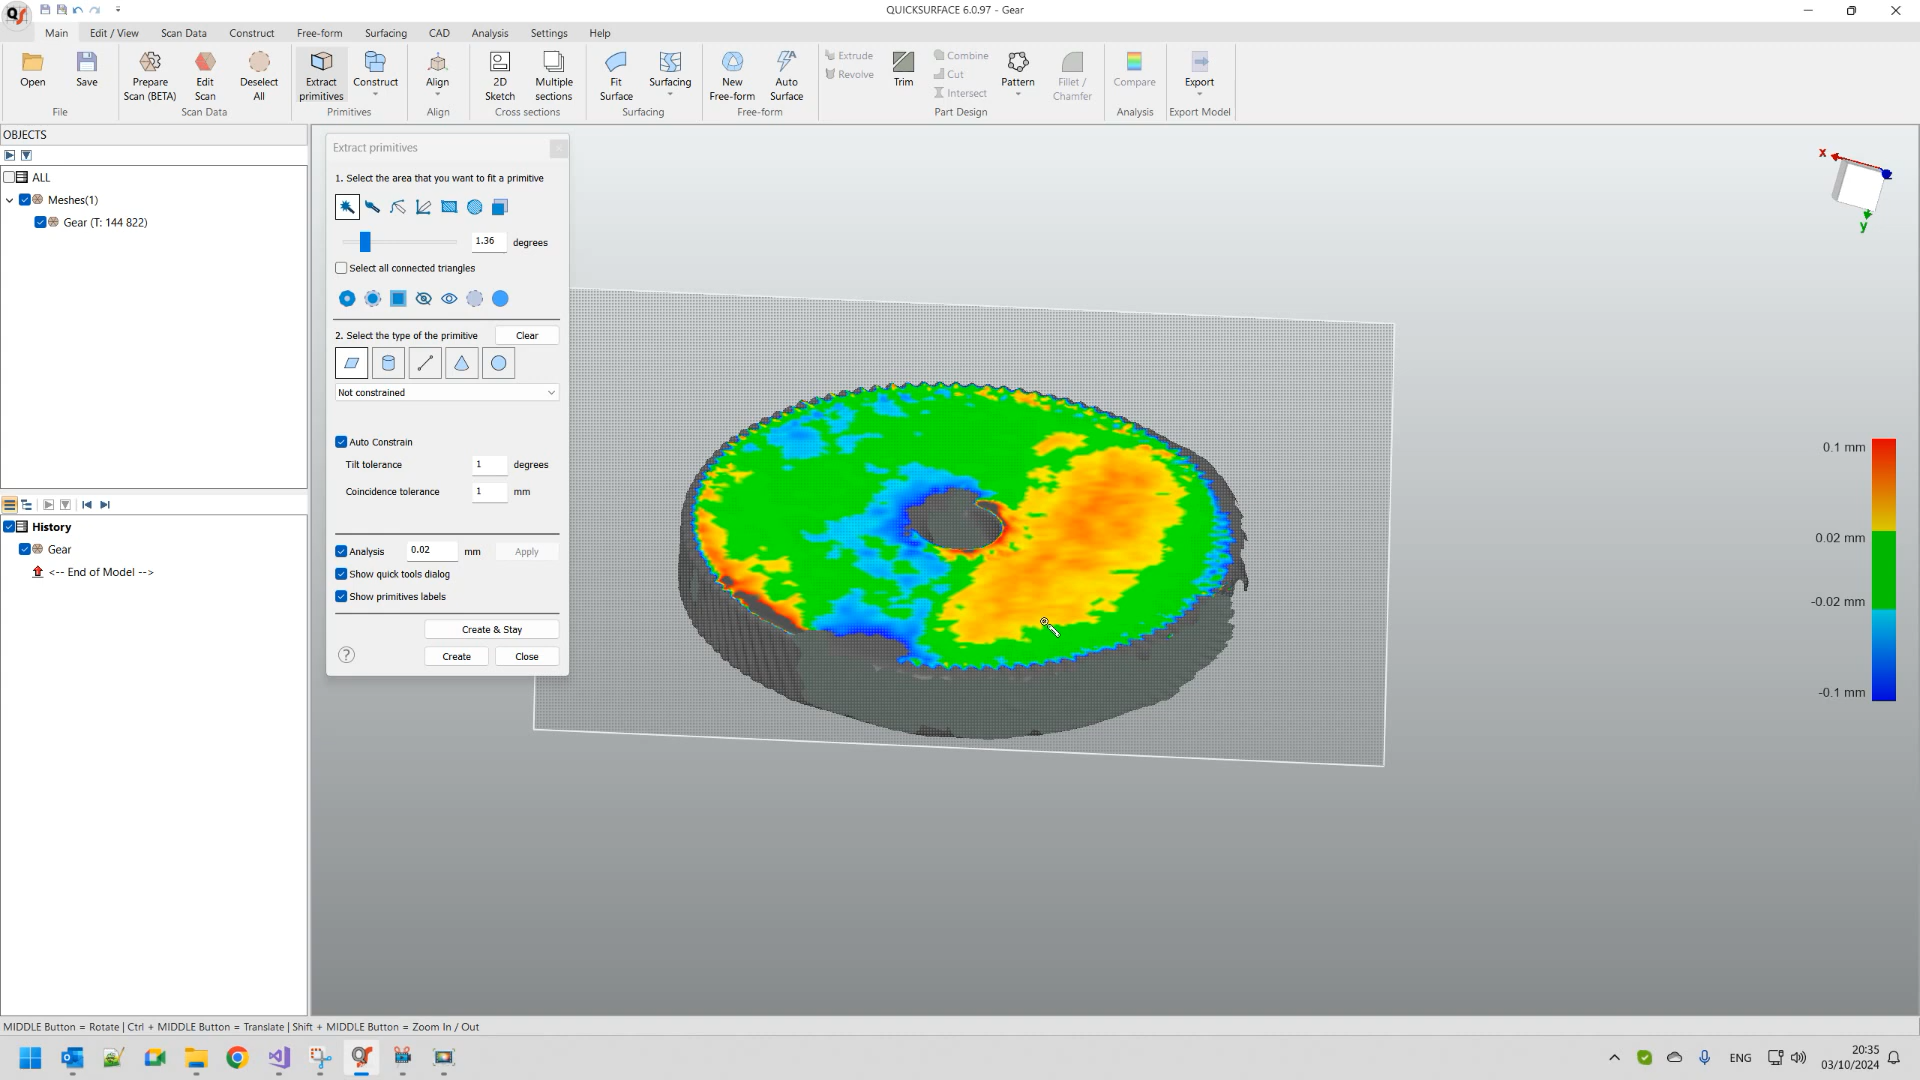 QUICKSURFACE 6.0.97 - Gear
Main Edit / View Scan Data Construct Free-form Surfacing CAD Analysis Settings Help
Open Save Prepare Scan (BETA) Edit Scan Deselect All Extract primitives Construct Align 2D Sketch Multiple sections Fit Surface Surfacing New Free-form Auto Surface Extrude Revolve Trim Combine Cut Intersect Pattern Fillet / Chamfer Compare Export
File Scan Data Primitives Align Cross sections Surfacing Free-form Part Design Analysis Export Model
OBJECTS
ALL
Meshes(1)
Gear (T: 144 822)
History
Gear
<-- End of Model -->
Extract primitives
1. Select the area that you want to fit a primitive
1.36 degrees
Select all connected triangles
2. Select the type of the primitive Clear
Not constrained
Auto Constrain
Tilt tolerance 1 degrees
Coincidence tolerance 1 mm
Analysis 0.02 mm Apply
Show quick tools dialog
Show primitives labels
Create & Stay
Create Close
x
y
0.1 mm
0.02 mm
-0.02 mm
-0.1 mm
MIDDLE Button = Rotate | Ctrl + MIDDLE Button = Translate | Shift + MIDDLE Button = Zoom In / Out
ENG
20:35
03/10/2024